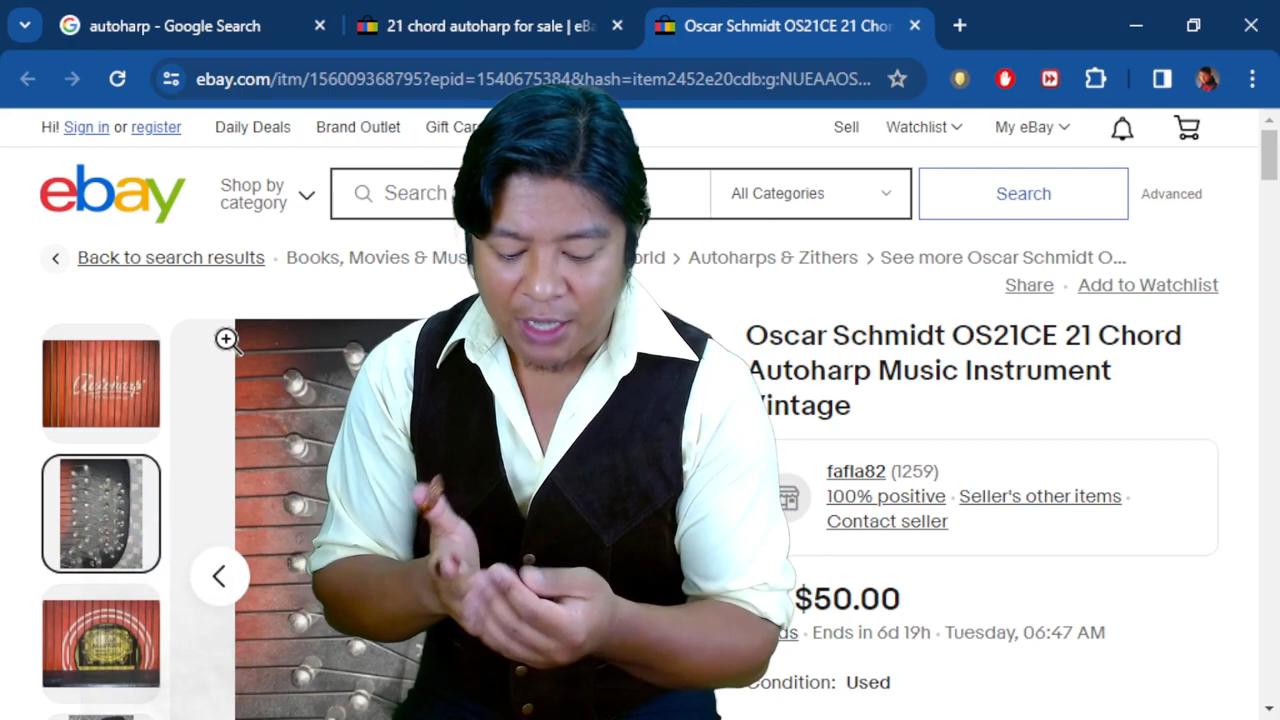 autoharp - Google Search
21 chord autoharp for sale | eBa
Oscar Schmidt OS21CE 21 Chor
ebay.com/itm/156009368795?epid=1540675384&hash=item2452e20cdb:g:NUEAAOS...
Hi! Sign in or register
Daily Deals
Brand Outlet
Gift Car
Sell
Watchlist
My eBay
ebay
Shop by
category
Search
All Categories
Search
Advanced
Back to search results
Books, Movies & Mus
orld > Autoharps & Zithers > See more Oscar Schmidt O...
Share
Add to Watchlist
Autoharp
Oscar Schmidt OS21CE 21 Chord
Autoharp Music Instrument
Vintage
fafla82 (1259)
100% positive · Seller's other items ·
Contact seller
$50.00
ds · Ends in 6d 19h · Tuesday, 06:47 AM
Condition: Used